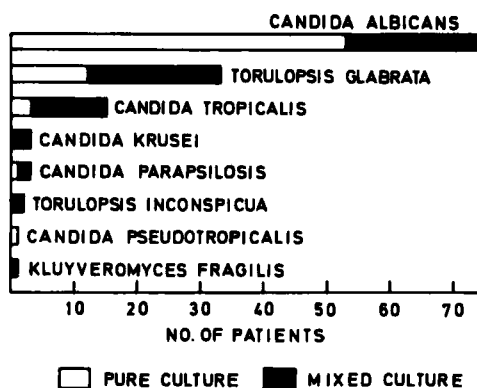 CANDIDA ALBICANS
TORULOPSIS GLABRATA
CANDIDA TROPICALIS
CANDIDA KRUSEI
CANDIDA PARAPSILOSIS
TORULOPSIS INCONSPICUA
CANDIDA PSEUDOTROPICALIS
KLUYVEROMYCES FRAGILIS
10 20 30 40 50 60 70
NO. OF PATIENTS
PURE CULTURE MIXED CULTURE